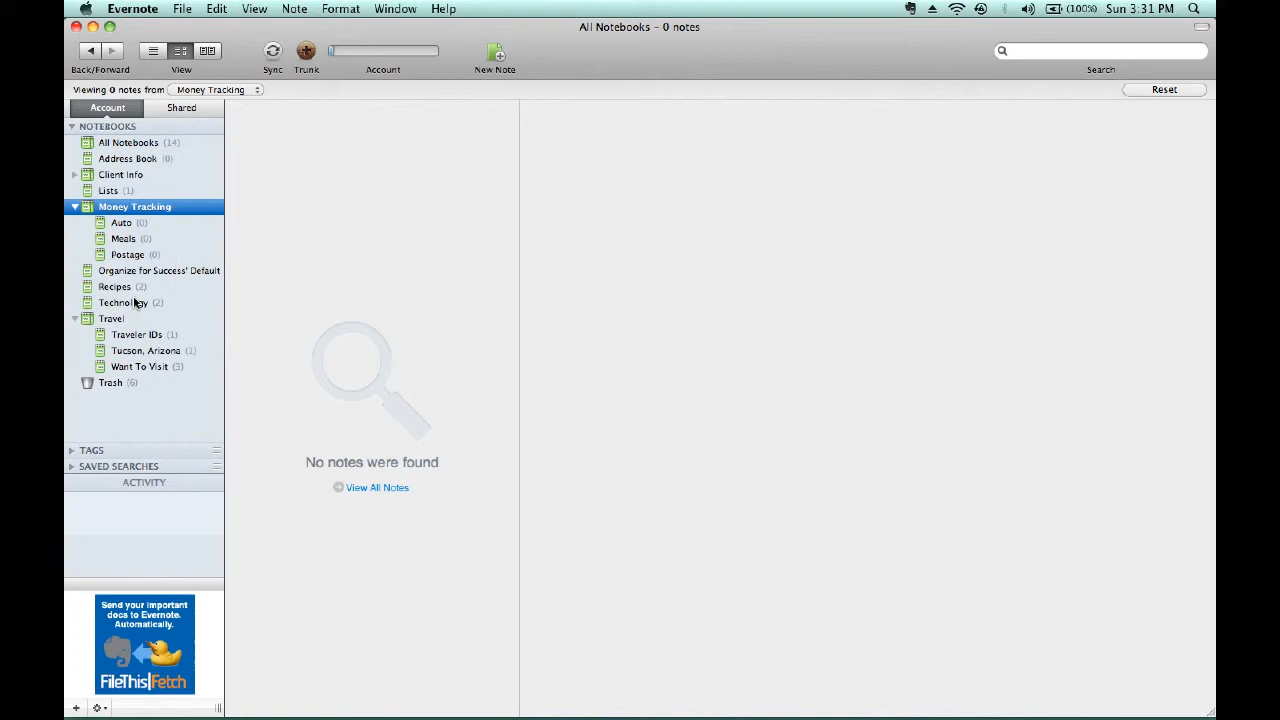 Evernote File Edit View Note Format Window Help (100%) Sun 3:31 PM
All Notebooks – 0 notes
Back/Forward View Sync Trunk Account New Note Search
Viewing 0 notes from Money Tracking Reset
Account Shared
NOTEBOOKS
All Notebooks (14)
Address Book (0)
Client Info
Lists (1)
Money Tracking
Auto (0)
Meals (0)
Postage (0)
Organize for Success' Default
Recipes (2)
Technology (2)
Travel
Traveler IDs (1)
Tucson, Arizona (1)
Want To Visit (3)
Trash (6)
TAGS
SAVED SEARCHES
ACTIVITY
No notes were found
View All Notes
Send your important
docs to Evernote.
Automatically.
FileThis|Fetch